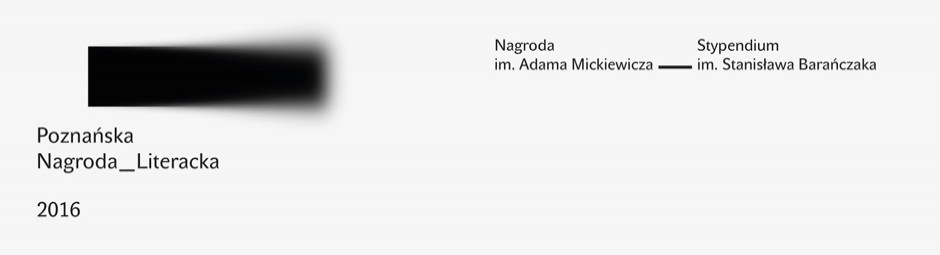 Poznańska
Nagroda_Literacka
2016
Nagroda
im. Adama Mickiewicza
Stypendium
im. Stanisława Barańczaka